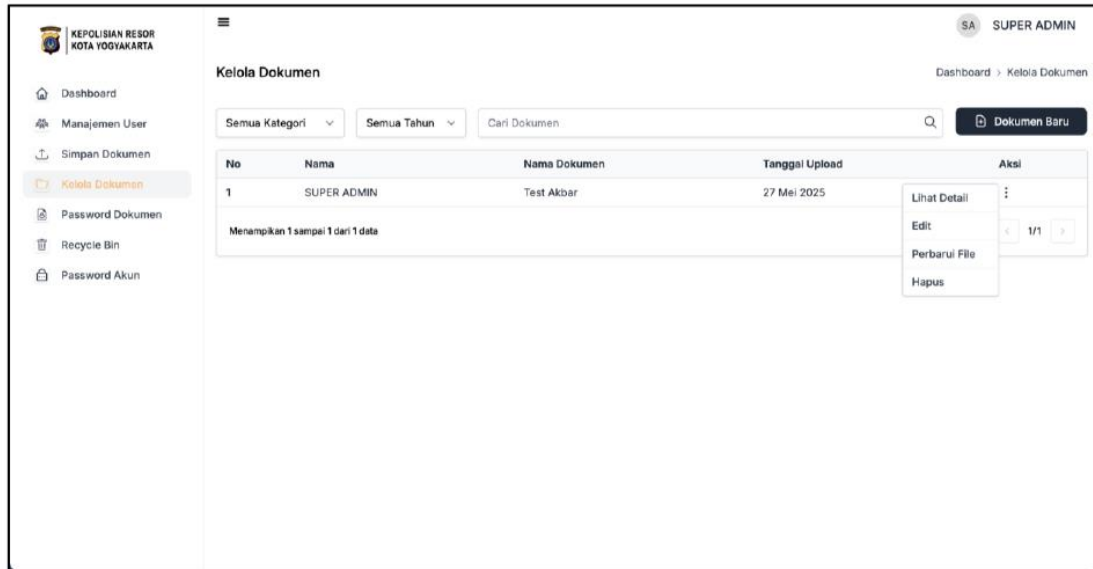 KEPOLISIAN RESOR
KOTA YOGYAKARTA
SA SUPER ADMIN
Kelola Dokumen
Dashboard > Kelola Dokumen
Dashboard
Manajemen User
Simpan Dokumen
Kelola Dokumen
Password Dokumen
Recycle Bin
Password Akun
Semua Kategori
Semua Tahun
Cari Dokumen
Dokumen Baru
No Nama Nama Dokumen Tanggal Upload Aksi
1 SUPER ADMIN Test Akbar 27 Mei 2025
Menampilkan 1 sampai 1 dari 1 data
1/1
Lihat Detail
Edit
Perbarui File
Hapus